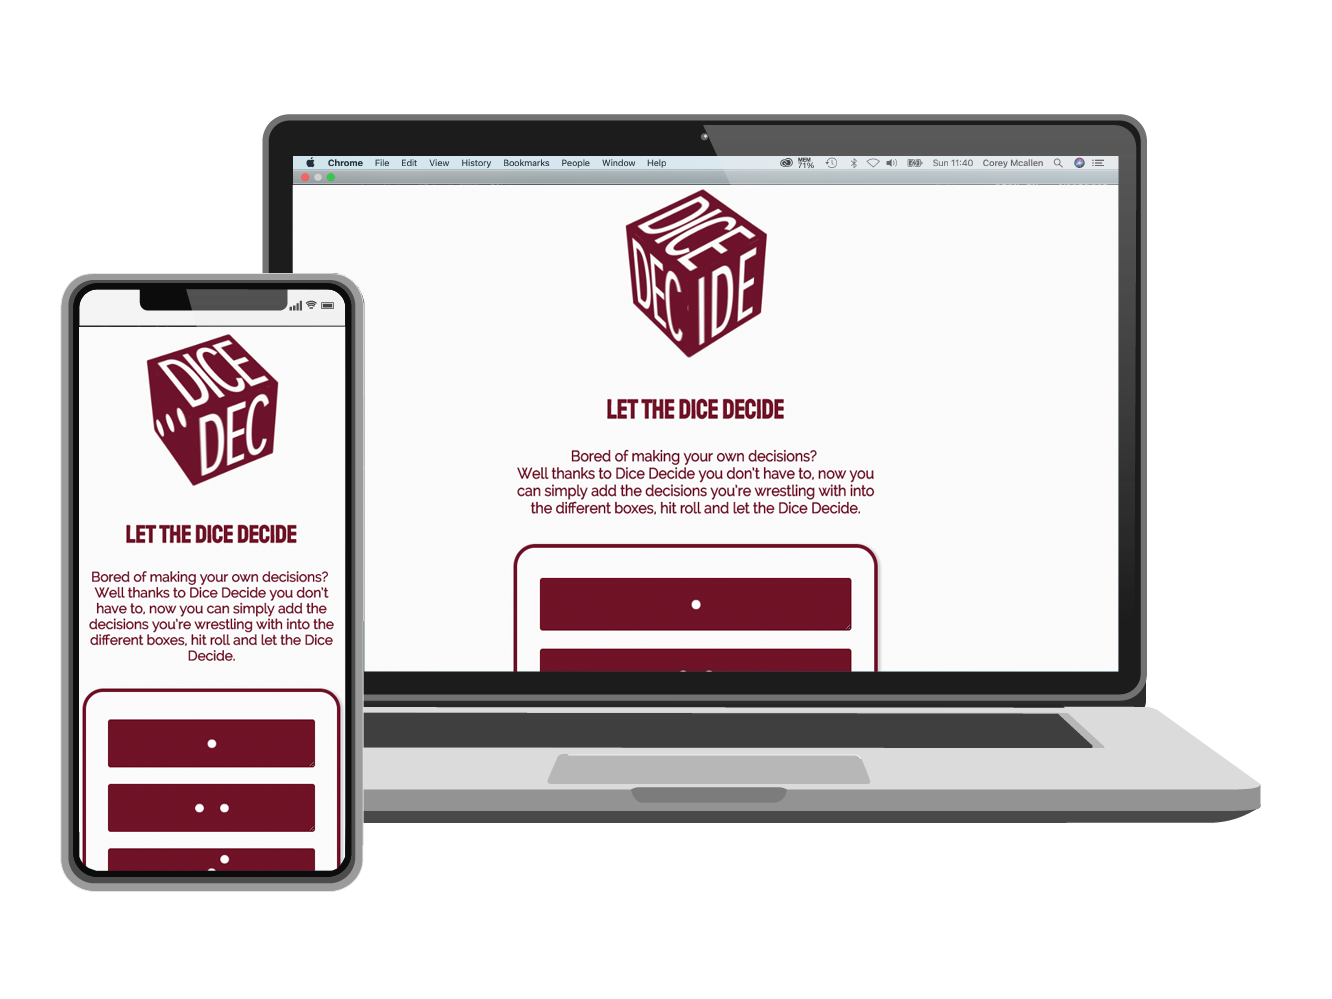 Chrome File Edit View History Bookmarks People Window Help MEM 71% Sun 11:40 Corey Mcallen
DICE
DEC IDE
LET THE DICE DECIDE
Bored of making your own decisions?
Well thanks to Dice Decide you don't have to, now you
can simply add the decisions you're wrestling with into
the different boxes, hit roll and let the Dice Decide.
DICE
DEC
LET THE DICE DECIDE
Bored of making your own decisions?
Well thanks to Dice Decide you don't
have to, now you can simply add the
decisions you're wrestling with into the
different boxes, hit roll and let the Dice
Decide.